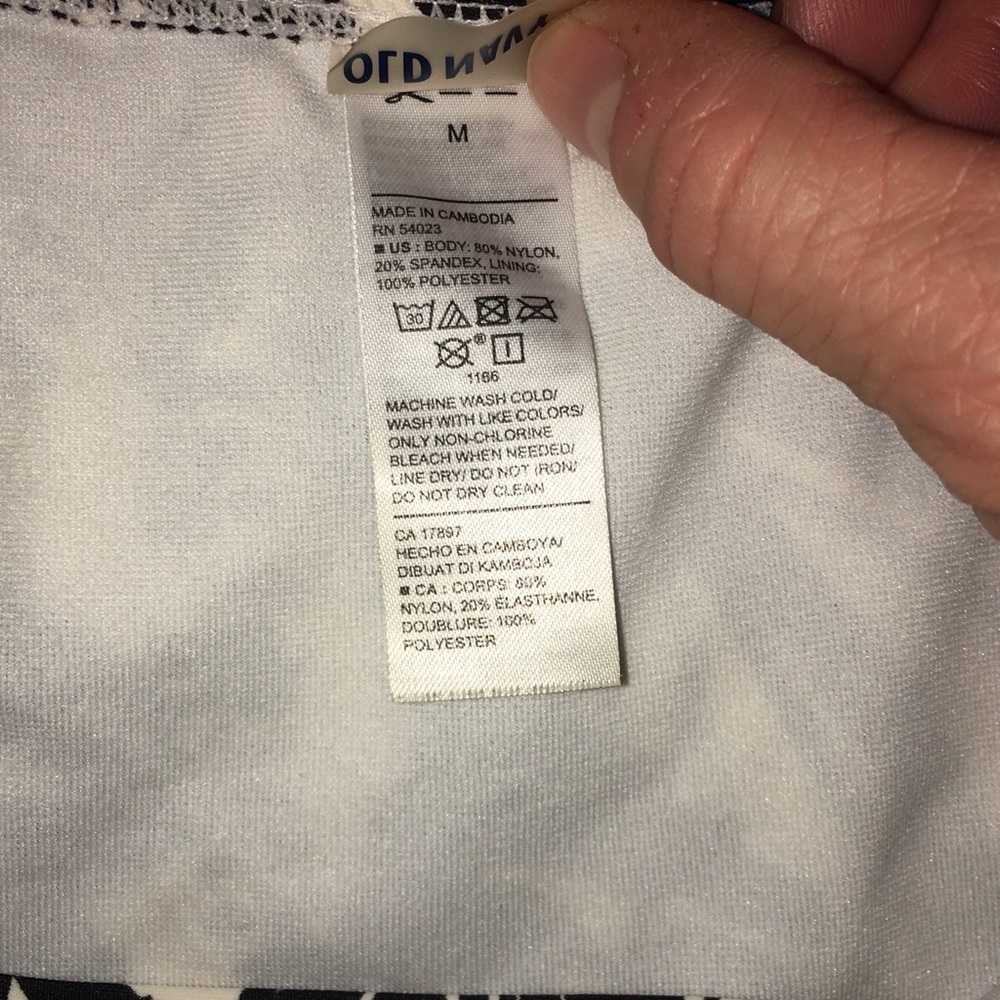 OLD NAVY
M
MADE IN CAMBODIA
RN 54023
■ US : BODY: 80% NYLON,
20% SPANDEX, LINING:
100% POLYESTER
30
I
1166
MACHINE WASH COLD/
WASH WITH LIKE COLORS/
ONLY NON-CHLORINE
BLEACH WHEN NEEDED/
LINE DRY/ DO NOT IRON/
DO NOT DRY CLEAN
CA 17897
HECHO EN CAMBOYA/
DIBUAT DI KAMBOJA
■ CA : CORPS: 80%
NYLON, 20% ÉLASTHANNE,
DOUBLURE: 100%
POLYESTER